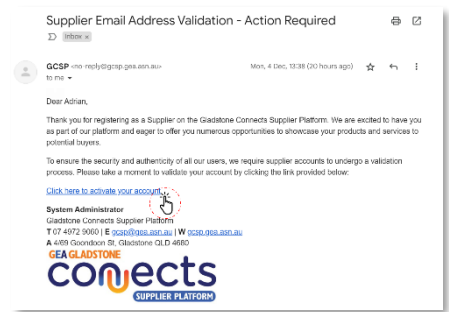 Supplier Email Address Validation - Action Required
Inbox x
GCSP <no-reply@gcsp.gea.asn.au>
Mon, 4 Dec, 13:38 (20 hours ago)
to me
Dear Adrian,
Thank you for registering as a Supplier on the Gladstone Connects Supplier Platform. We are excited to have you
as part of our platform and eager to offer you numerous opportunities to showcase your products and services to
potential buyers.
To ensure the security and authenticity of all our users, we require supplier accounts to undergo a validation
process. Please take a moment to validate your account by clicking the link provided below:
Click here to activate your account.
System Administrator
Gladstone Connects Supplier Platform
T 07 4972 9060 | E gcsp@gea.asn.au | W gcsp.gea.asn.au
A 4/69 Goondoon St, Gladstone QLD 4680
GEA GLADSTONE
connects
SUPPLIER PLATFORM